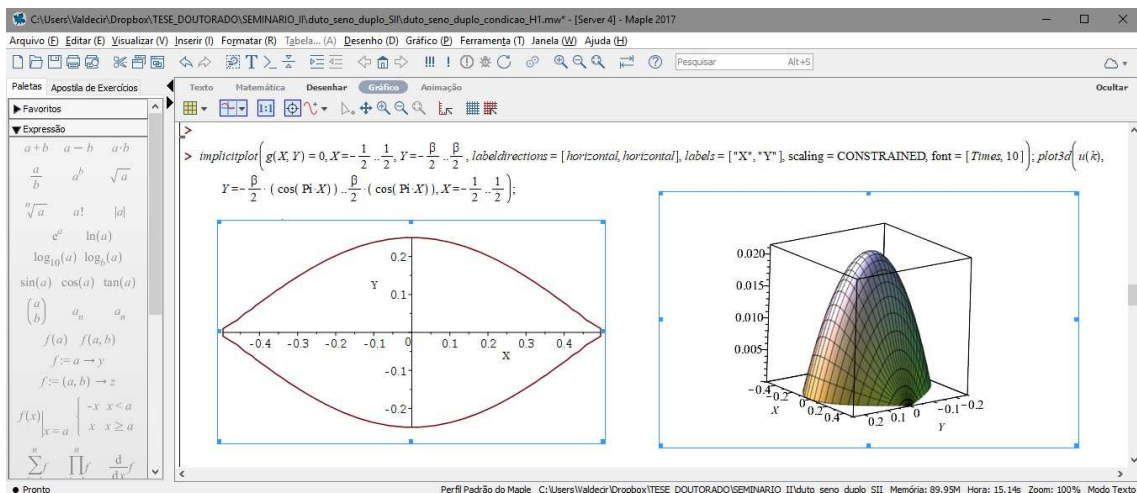 C:\Users\Valdecir\Dropbox\TESE_DOUTORADO\SEMINARIO_II\duto_seno_duplo_SII\duto_seno_duplo_condicao_H1.mw* - [Server 4] - Maple 2017
Arquivo (F) Editar (E) Visualizar (V) Inserir (I) Formatar (R) Tabela... (A) Desenho (D) Gráfico (P) Ferramenta (T) Janela (W) Ajuda (H)
Pesquisar Alt+S
Paletas Apostila de Exercícios
Texto Matemática Desenhar Gráfico Animação Ocultar
Favoritos
Expressão
a+b a−b a·b
a/b a^b √a
ⁿ√a a! |a|
e^a ln(a)
log_10(a) log_b(a)
sin(a) cos(a) tan(a)
(a b) a_n a_n
f(a) f(a, b)
f := a → y
f := (a, b) → z
f(x)|x=a { -x x<a
x x≥a
∑f ∏f d/dx f
>
> implicitplot(g(X, Y) = 0, X=-1/2..1/2, Y=-β/2..β/2, labeldirections = [horizontal, horizontal], labels = ["X", "Y"], scaling = CONSTRAINED, font = [Times, 10]); plot3d(u(k),
Y=-β/2·(cos(Pi·X))..β/2·(cos(Pi·X)), X=-1/2..1/2);
0.2
Y
0.1
-0.4 -0.3 -0.2 -0.1 0 0.1 0.2 0.3 0.4
X
-0.1
-0.2
0.020
0.015
0.010
0.005
-0.4 -0.2 0 0.2 0.4
X
0.2 0.1 0 -0.1 -0.2
Y
Pronto
Perfil Padrão do Maple C:\Users\Valdecir\Dropbox\TESE_DOUTORADO\SEMINARIO_II\duto_seno_duplo_SII Memória: 89.95M Hora: 15.14s Zoom: 100% Modo Texto